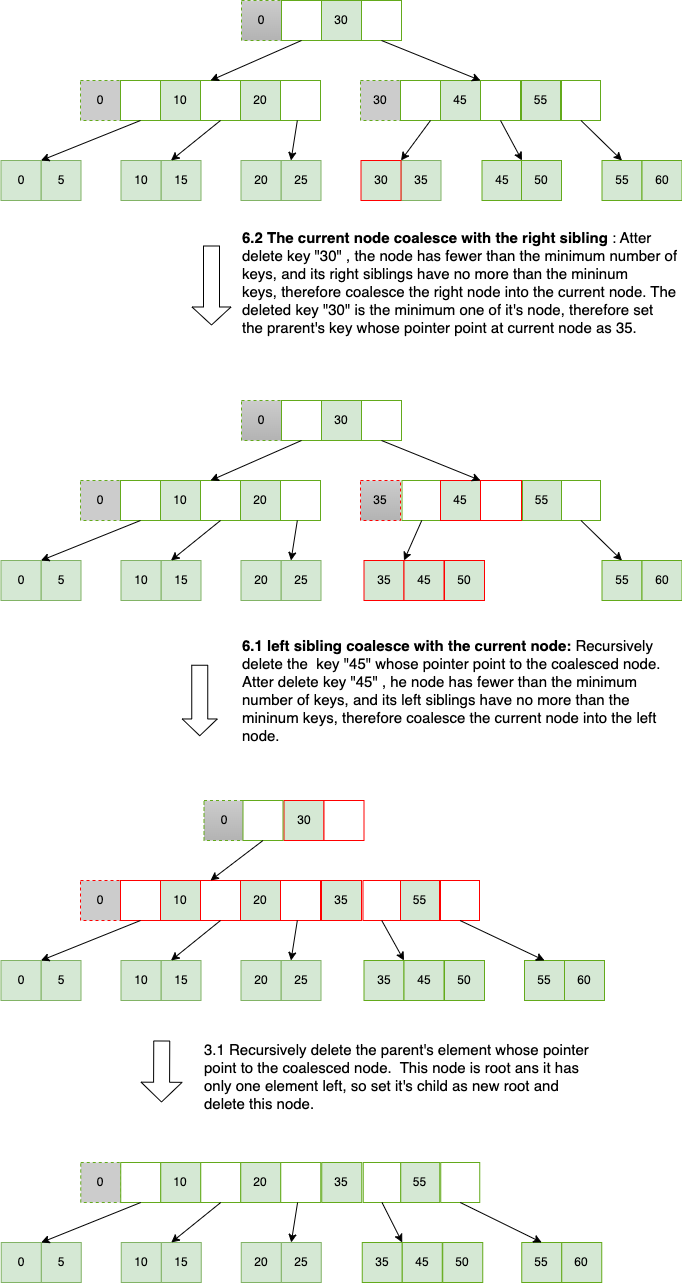 0 30
0 10 20 30 45 55
0 5 10 15 20 25 30 35 45 50 55 60
6.2 The current node coalesce with the right sibling : Atter
delete key "30" , the node has fewer than the minimum number of
keys, and its right siblings have no more than the mininum
keys, therefore coalesce the right node into the current node. The
deleted key "30" is the minimum one of it's node, therefore set
the prarent's key whose pointer point at current node as 35.
0 30
0 10 20 35 45 55
0 5 10 15 20 25 35 45 50 55 60
6.1 left sibling coalesce with the current node: Recursively
delete the key "45" whose pointer point to the coalesced node.
Atter delete key "45" , he node has fewer than the minimum
number of keys, and its left siblings have no more than the
mininum keys, therefore coalesce the current node into the left
node.
0 30
0 10 20 35 55
0 5 10 15 20 25 35 45 50 55 60
3.1 Recursively delete the parent's element whose pointer
point to the coalesced node. This node is root ans it has
only one element left, so set it's child as new root and
delete this node.
0 10 20 35 55
0 5 10 15 20 25 35 45 50 55 60